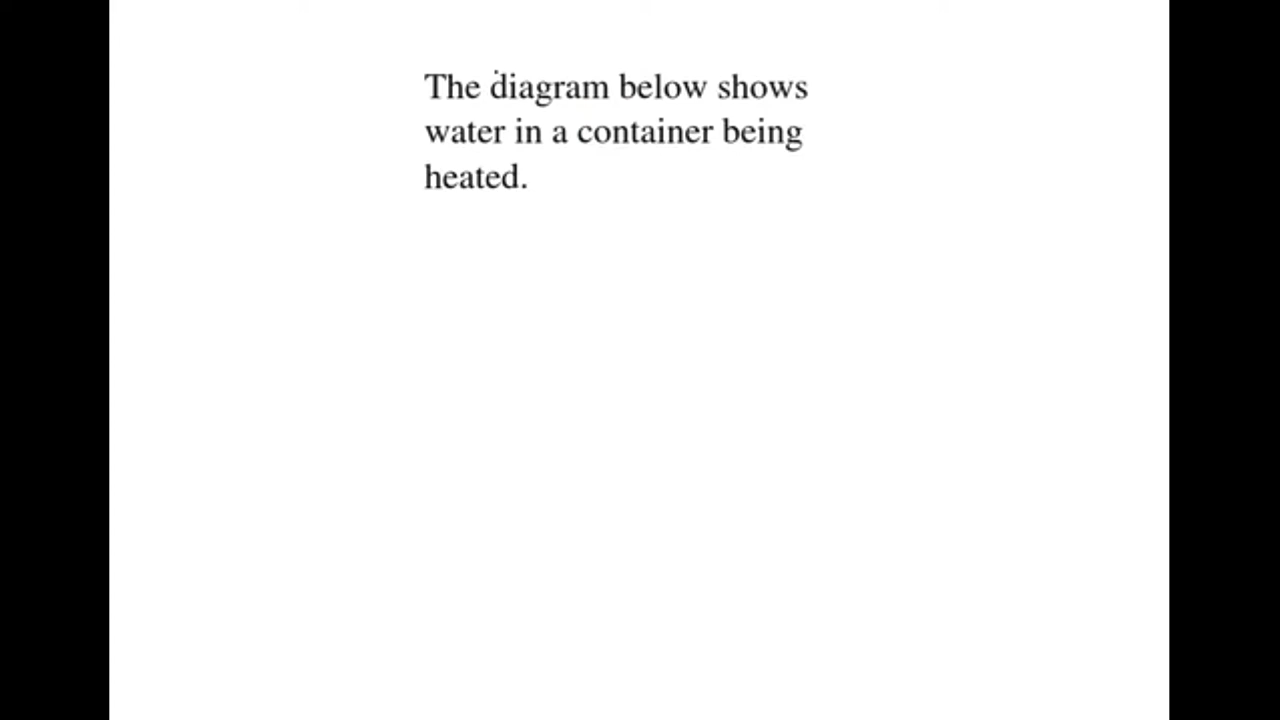 The diagram below shows
water in a container being
heated.